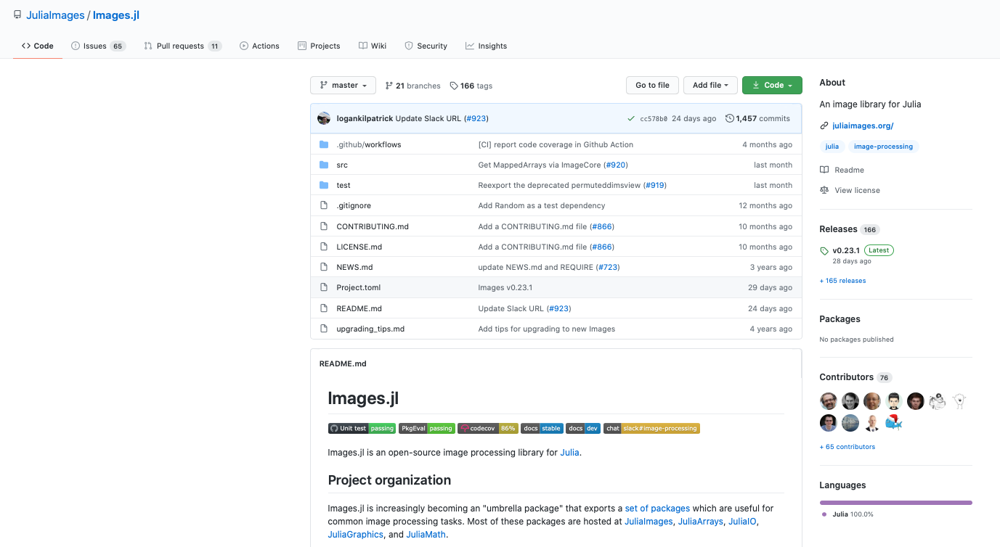 JuliaImages / Images.jl
Code Issues 65 Pull requests 11 Actions Projects Wiki Security Insights
master 21 branches 166 tags Go to file Add file Code
logankilpatrick Update Slack URL (#923) cc578b0 24 days ago 1,457 commits
.github/workflows [CI] report code coverage in Github Action 4 months ago
src Get MappedArrays via ImageCore (#920) last month
test Reexport the deprecated permuteddimsview (#919) last month
.gitignore Add Random as a test dependency 12 months ago
CONTRIBUTING.md Add a CONTRIBUTING.md file (#866) 10 months ago
LICENSE.md Add a CONTRIBUTING.md file (#866) 10 months ago
NEWS.md update NEWS.md and REQUIRE (#723) 3 years ago
Project.toml Images v0.23.1 29 days ago
README.md Update Slack URL (#923) 24 days ago
upgrading_tips.md Add tips for upgrading to new Images 4 years ago
README.md
Images.jl
Unit test passing PkgEval passing codecov 86% docs stable docs dev chat slack#image-processing
Images.jl is an open-source image processing library for Julia.
Project organization
Images.jl is increasingly becoming an "umbrella package" that exports a set of packages which are useful for
common image processing tasks. Most of these packages are hosted at JuliaImages, JuliaArrays, JuliaIO,
JuliaGraphics, and JuliaMath.
About
An image library for Julia
juliaimages.org/
julia image-processing
Readme
View license
Releases 166
v0.23.1 Latest
28 days ago
+ 165 releases
Packages
No packages published
Contributors 76
+ 65 contributors
Languages
Julia 100.0%